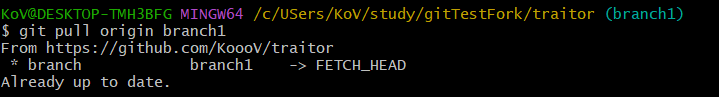 KoV@DESKTOP-TMH3BFG MINGW64 /c/USers/KoV/study/gitTestFork/traitor (branch1)
$ git pull origin branch1
From https://github.com/KoooV/traitor
 * branch            branch1    -> FETCH_HEAD
Already up to date.